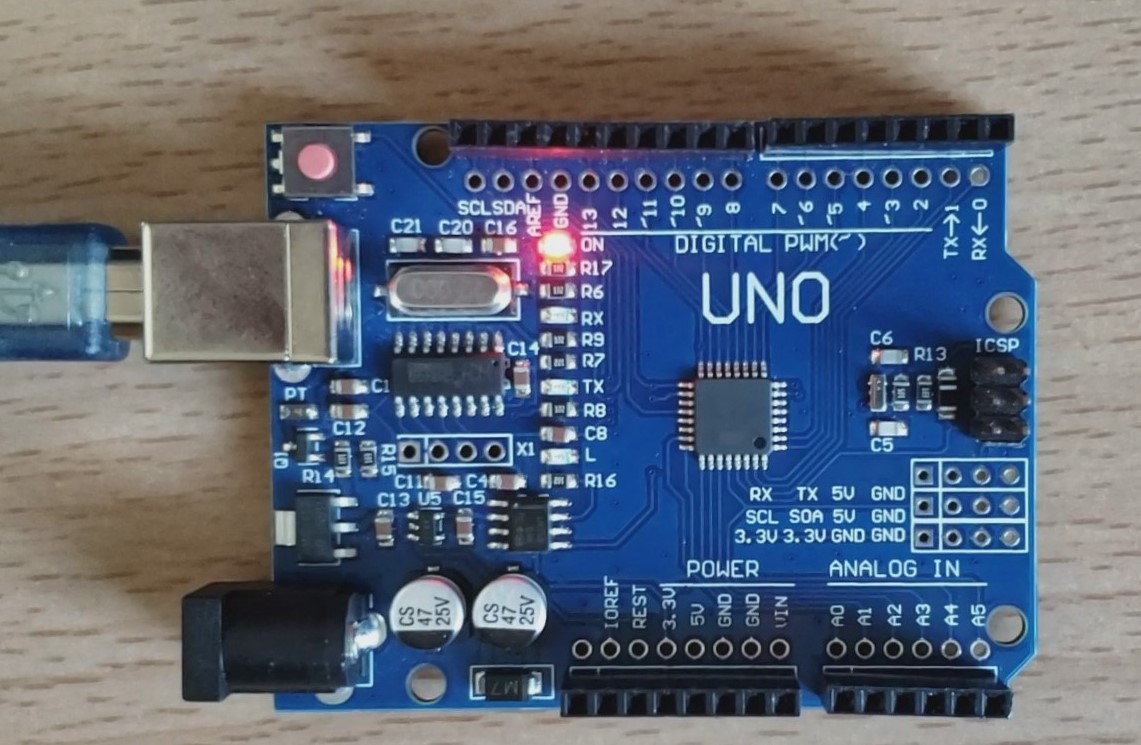 SCL SDA AREF GND 13 12 ~11 ~10 ~9 8 7 ~6 ~5 4 ~3 2 TX→1 RX←0
C21 C20 C16 ON
DIGITAL PWM(~)
R17
UNO
R6
RX
R9
C14
R7
C6
R13
ICSP
PT
C1
TX
C12
R8
C8
C5
Q1
R14
R15
X1
L
C11
C4
R16
C13 U5 C15
RX TX 5V GND
SCL SOA 5V GND
3.3V 3.3V GND GND
POWER
ANALOG IN
IOREF REST 3.3V 5V GND GND VIN
A0 A1 A2 A3 A4 A5
CS
47
25V
CS
47
25V
M7